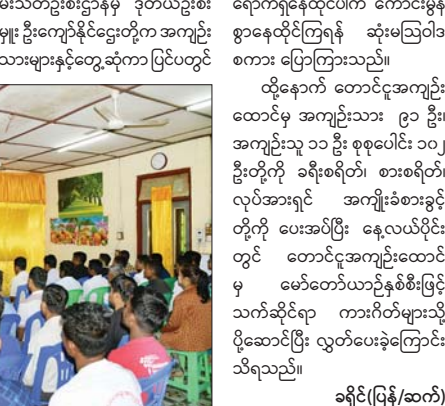 မ်းသတ်ဦးစီးဌာနမှ ဒုတိယဦးစီး
မှူး ဦးကျော်နိုင်ဌေးတို့က အကျဉ်း
သားများနှင့်တွေ့ဆုံကာ ပြင်ပတွင်
ရောက်ရှိနေထိုင်ပါက ကောင်းမွန်
စွာနေထိုင်ကြရန် ဆုံးမဩဝါဒ
စကား ပြောကြားသည်။
ထို့နောက် တောင်ငူအကျဉ်း
ထောင်မှ အကျဉ်းသား ၉၁ ဦး၊
အကျဉ်းသူ ၁၁ ဦး စုစုပေါင်း ၁၀၂
ဦးတို့ကို ခရီးစရိတ်၊ စားစရိတ်၊
လုပ်အားရှင် အကျိုးခံစားခွင့်
တို့ကို ပေးအပ်ပြီး နေ့လယ်ပိုင်း
တွင် တောင်ငူအကျဉ်းထောင်
မှ မော်တော်ယာဉ်နှစ်စီးဖြင့်
သက်ဆိုင်ရာ ကားဂိတ်များသို့
ပို့ဆောင်ပြီး လွှတ်ပေးခဲ့ကြောင်း
သိရသည်။
ခရိုင်(ပြန်/ဆက်)